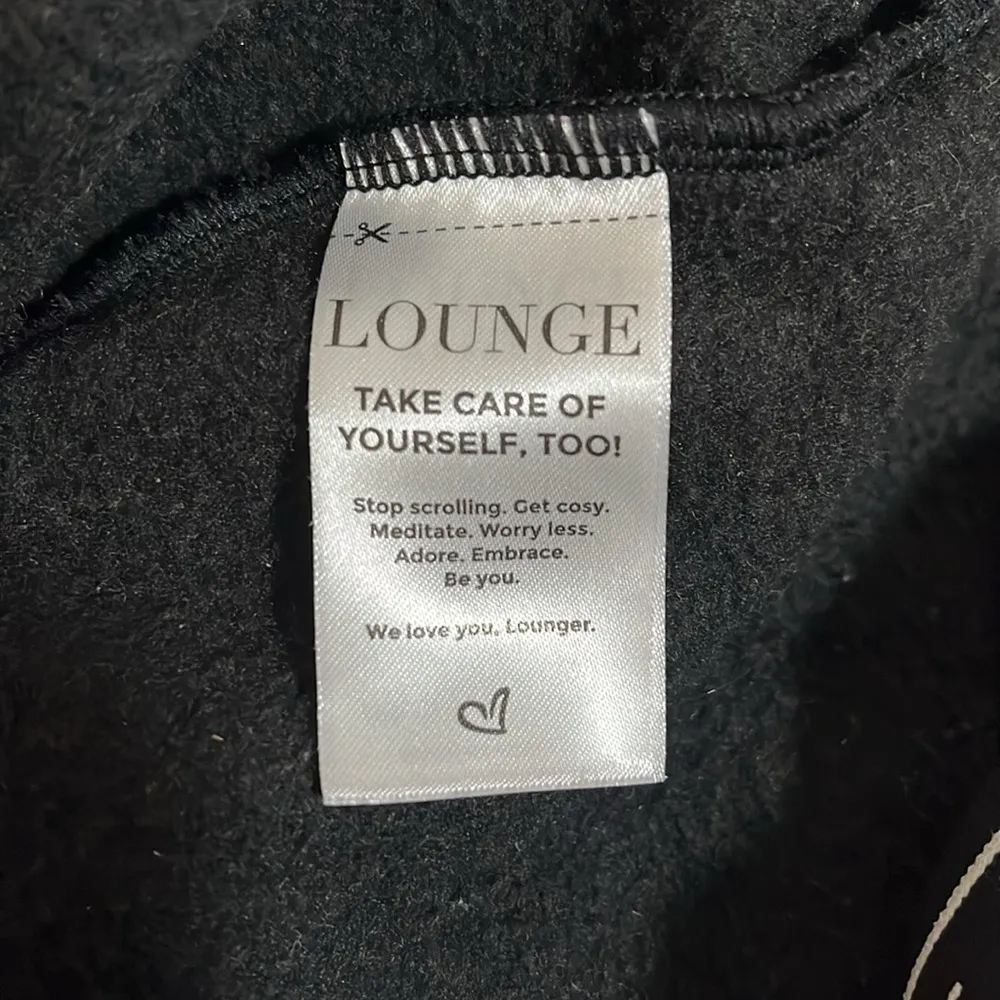 LOUNGE
TAKE CARE OF
YOURSELF, TOO!
Stop scrolling. Get cosy.
Meditate. Worry less.
Adore. Embrace.
Be you.
We love you, Lounger.